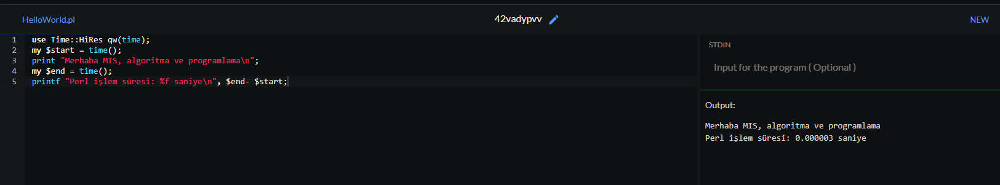 HelloWorld.pl
42vadypvv
NEW
1 use Time::HiRes qw(time);
2 my $start = time();
3 print "Merhaba MIS, algoritma ve programlama\n";
4 my $end = time();
5 printf "Perl işlem süresi: %f saniye\n", $end- $start;
STDIN
Input for the program ( Optional )
Output:
Merhaba MIS, algoritma ve programlama
Perl işlem süresi: 0.000003 saniye